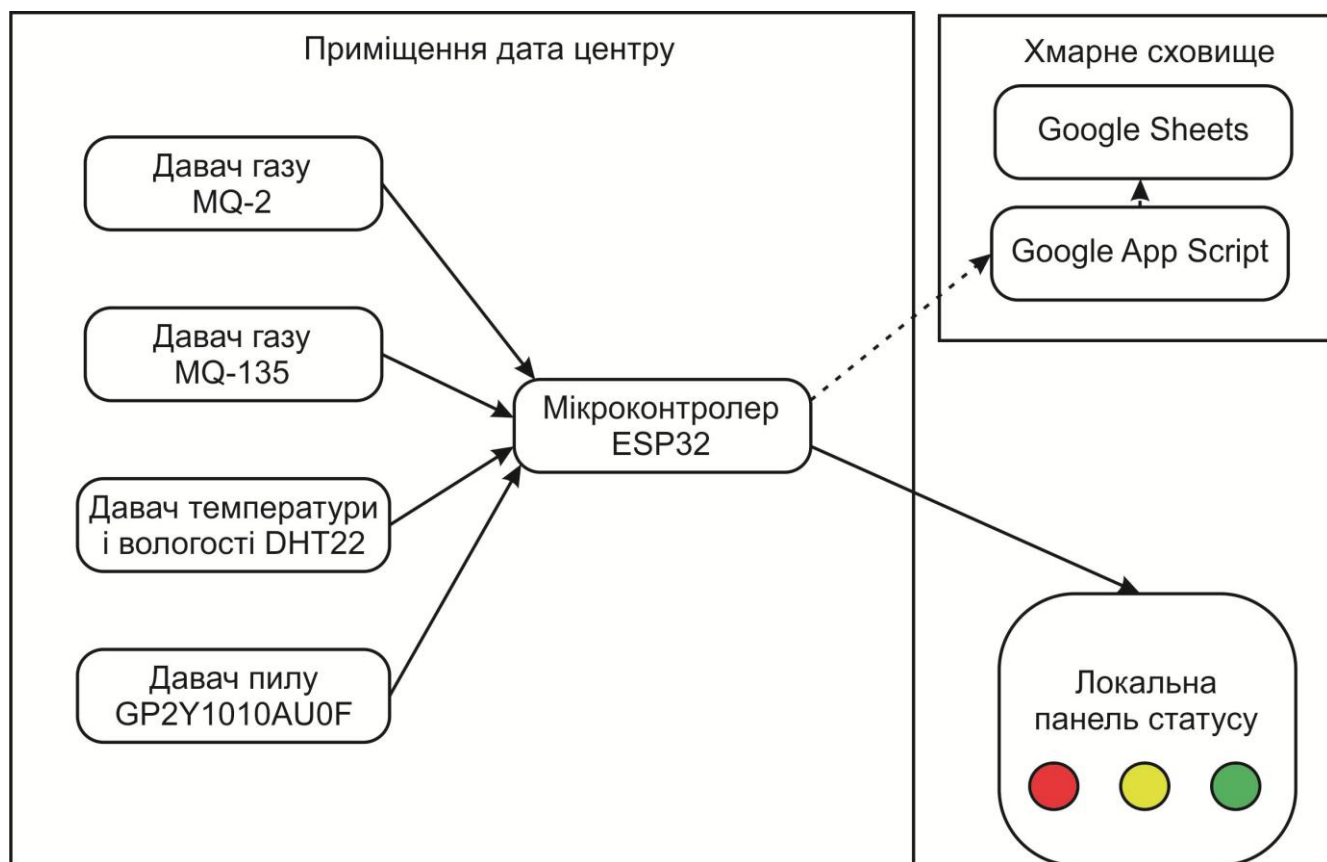 Приміщення дата центру
Хмарне сховище
Google Sheets
Google App Script
Давач газу
MQ-2
Давач газу
MQ-135
Мікроконтролер
ESP32
Давач температури
і вологості DHT22
Давач пилу
GP2Y1010AU0F
Локальна
панель статусу